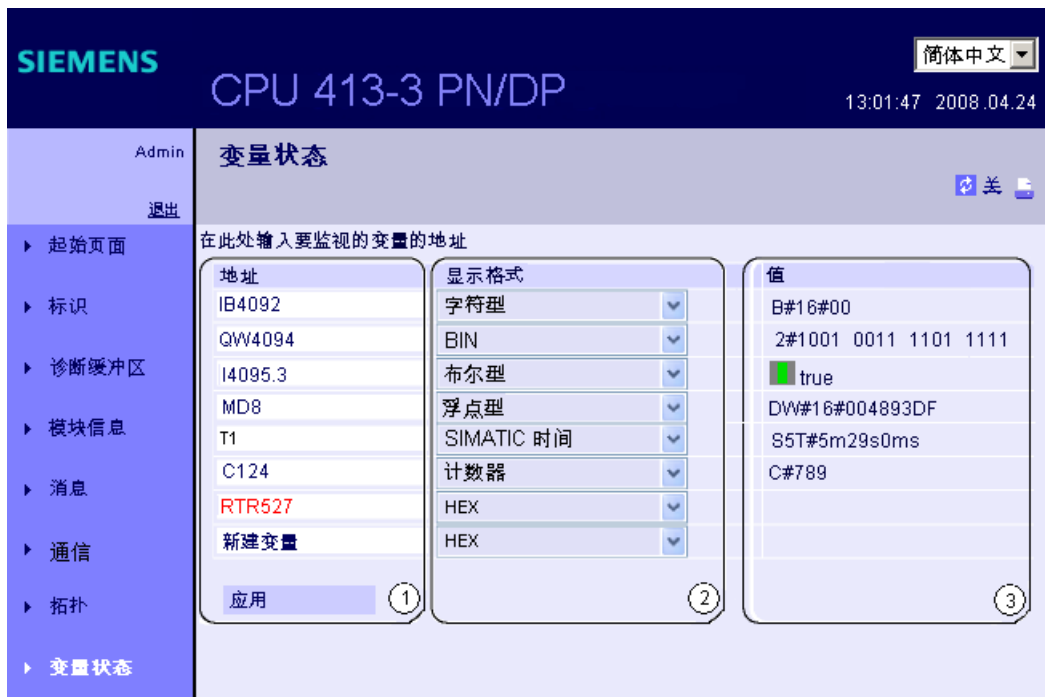 SIEMENS
CPU 413-3 PN/DP
简体中文
13:01:47 2008.04.24
Admin
退出
变量状态
关
起始页面
标识
诊断缓冲区
模块信息
消息
通信
拓扑
变量状态
在此处输入要监视的变量的地址
地址 显示格式 值
IB4092 字符型 B#16#00
QW4094 BIN 2#1001 0011 1101 1111
I4095.3 布尔型 true
MD8 浮点型 DW#16#004893DF
T1 SIMATIC 时间 S5T#5m29s0ms
C124 计数器 C#789
RTR527 HEX
新建变量 HEX
应用 1 2 3